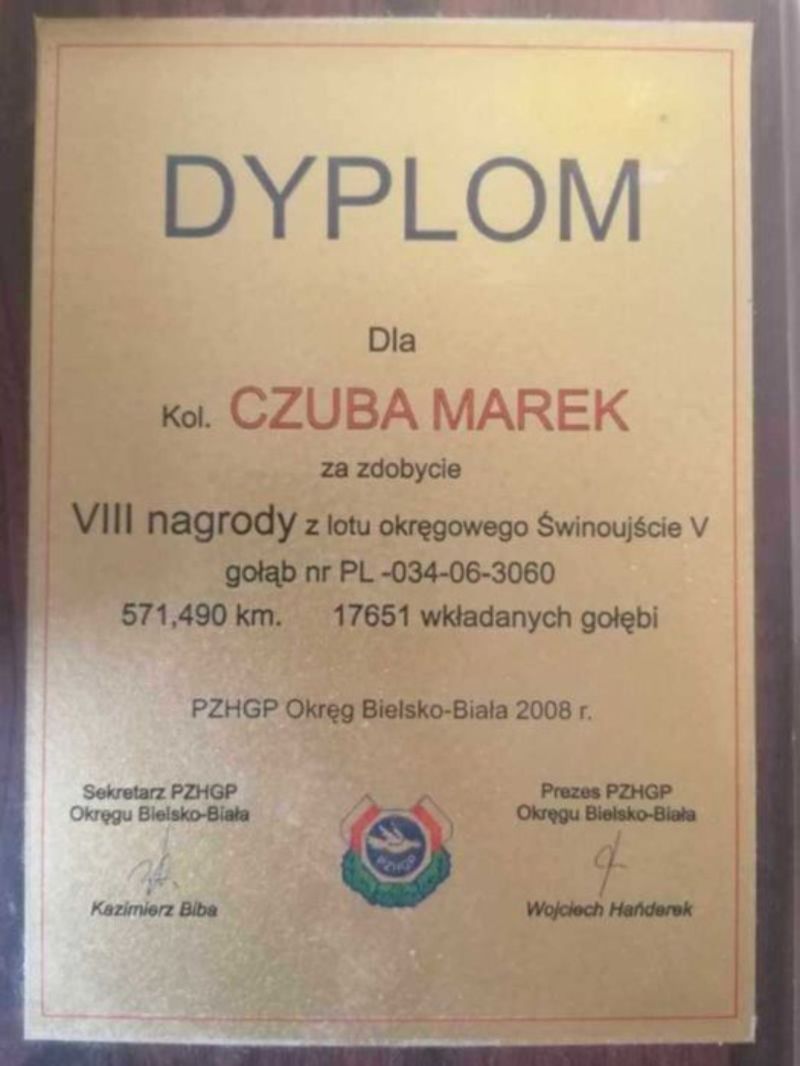 DYPLOM
Dla
Kol. CZUBA MAREK
za zdobycie
VIII nagrody z lotu okręgowego Świnoujście V
gołąb nr PL -034-06-3060
571,490 km. 17651 wkładanych gołębi
PZHGP Okręg Bielsko-Biała 2008 r.
Sekretarz PZHGP
Okręgu Bielsko-Biała
Kazimierz Biba
PZHGP
Prezes PZHGP
Okręgu Bielsko-Biała
Wojciech Hańderek